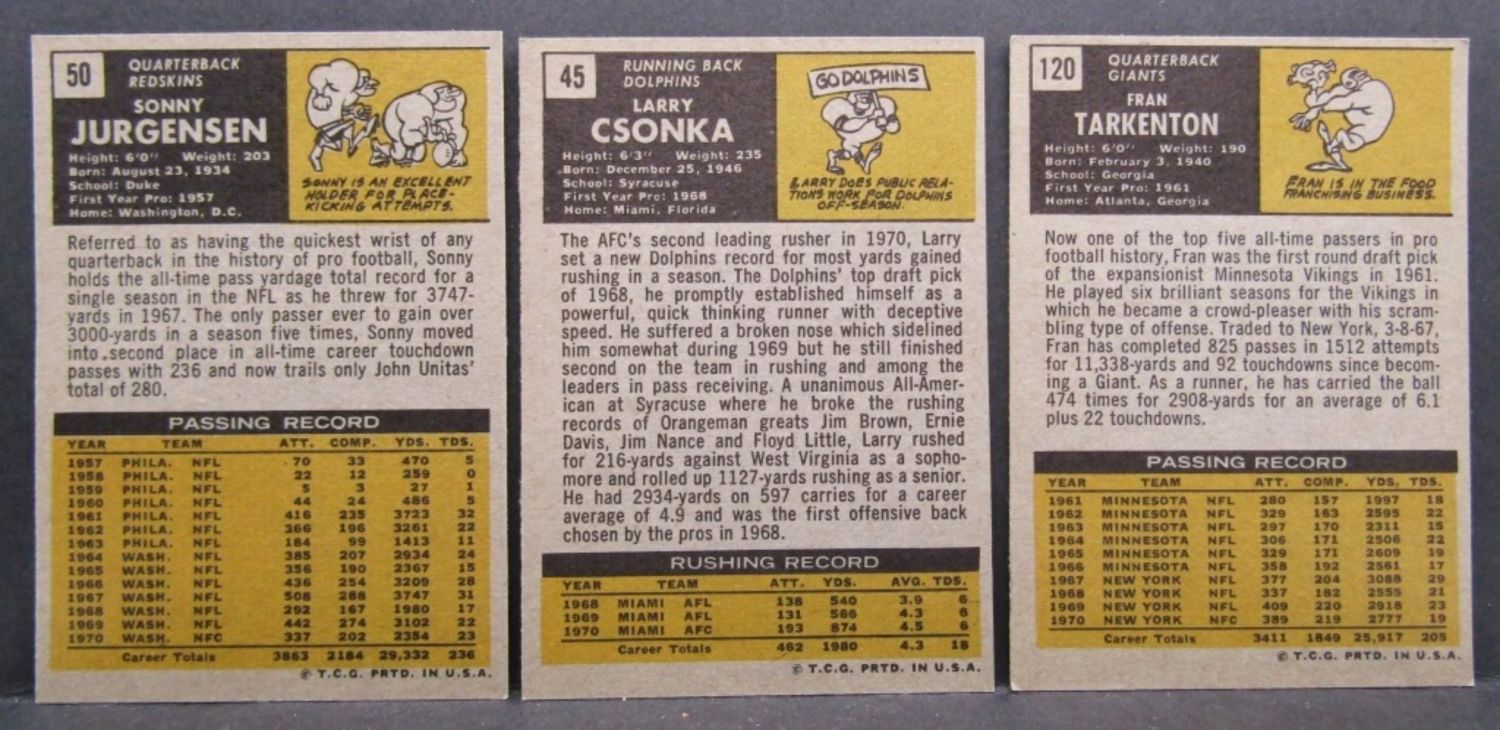 50
QUARTERBACK
REDSKINS
SONNY
JURGENSEN
Height: 6'0" Weight: 203
Born: August 23, 1934
School: Duke
First Year Pro: 1957
Home: Washington, D.C.
SONNY IS AN EXCELLENT
HOLDER FOR PLACE-
KICKING ATTEMPTS.
Referred to as having the quickest wrist of any
quarterback in the history of pro football, Sonny
holds the all-time pass yardage total record for a
single season in the NFL as he threw for 3747-
yards in 1967. The only passer ever to gain over
3000-yards in a season five times, Sonny moved
into second place in all-time career touchdown
passes with 236 and now trails only John Unitas'
total of 280.
PASSING RECORD
YEAR TEAM ATT. COMP. YDS. TDS.
1957 PHILA. NFL 70 33 470 5
1958 PHILA. NFL 22 12 259 0
1959 PHILA. NFL 5 3 27 1
1960 PHILA. NFL 44 24 486 5
1961 PHILA. NFL 416 235 3723 32
1962 PHILA. NFL 366 196 3261 22
1963 PHILA. NFL 184 99 1413 11
1964 WASH. NFL 385 207 2934 24
1965 WASH. NFL 356 190 2367 15
1966 WASH. NFL 436 254 3209 28
1967 WASH. NFL 508 288 3747 31
1968 WASH. NFL 292 167 1980 17
1969 WASH. NFL 442 274 3102 22
1970 WASH. NFC 337 202 2354 23
Career Totals 3863 2184 29,332 236
© T.C.G. PRTD. IN U.S.A.
45
RUNNING BACK
DOLPHINS
LARRY
CSONKA
Height: 6'3" Weight: 235
Born: December 25, 1946
School: Syracuse
First Year Pro: 1968
Home: Miami, Florida
GO DOLPHINS
LARRY DOES PUBLIC RELA-
TIONS WORK FOR DOLPHINS
OFF-SEASON.
The AFC's second leading rusher in 1970, Larry
set a new Dolphins record for most yards gained
rushing in a season. The Dolphins' top draft pick
of 1968, he promptly established himself as a
powerful, quick thinking runner with deceptive
speed. He suffered a broken nose which sidelined
him somewhat during 1969 but he still finished
second on the team in rushing and among the
leaders in pass receiving. A unanimous All-Amer-
ican at Syracuse where he broke the rushing
records of Orangeman greats Jim Brown, Ernie
Davis, Jim Nance and Floyd Little, Larry rushed
for 216-yards against West Virginia as a sopho-
more and rolled up 1127-yards rushing as a senior.
He had 2934-yards on 597 carries for a career
average of 4.9 and was the first offensive back
chosen by the pros in 1968.
RUSHING RECORD
YEAR TEAM ATT. YDS. AVG. TDS.
1968 MIAMI AFL 138 540 3.9 6
1969 MIAMI AFL 131 566 4.3 6
1970 MIAMI AFC 193 874 4.5 6
Career Totals 462 1980 4.3 18
© T.C.G. PRTD. IN U.S.A.
120
QUARTERBACK
GIANTS
FRAN
TARKENTON
Height: 6'0" Weight: 190
Born: February 3, 1940
School: Georgia
First Year Pro: 1961
Home: Atlanta, Georgia
FRAN IS IN THE FOOD
FRANCHISING BUSINESS.
Now one of the top five all-time passers in pro
football history, Fran was the first round draft pick
of the expansionist Minnesota Vikings in 1961.
He played six brilliant seasons for the Vikings in
which he became a crowd-pleaser with his scram-
bling type of offense. Traded to New York, 3-8-67,
Fran has completed 825 passes in 1512 attempts
for 11,338-yards and 92 touchdowns since becom-
ing a Giant. As a runner, he has carried the ball
474 times for 2908-yards for an average of 6.1
plus 22 touchdowns.
PASSING RECORD
YEAR TEAM ATT. COMP. YDS. TDS.
1961 MINNESOTA NFL 280 157 1997 18
1962 MINNESOTA NFL 329 163 2595 22
1963 MINNESOTA NFL 297 170 2311 15
1964 MINNESOTA NFL 306 171 2506 22
1965 MINNESOTA NFL 329 171 2609 19
1966 MINNESOTA NFL 358 192 2561 17
1967 NEW YORK NFL 377 204 3088 29
1968 NEW YORK NFL 337 182 2555 21
1969 NEW YORK NFL 409 220 2918 23
1970 NEW YORK NFC 389 219 2777 19
Career Totals 3411 1849 25,917 205
© T.C.G. PRTD. IN U.S.A.